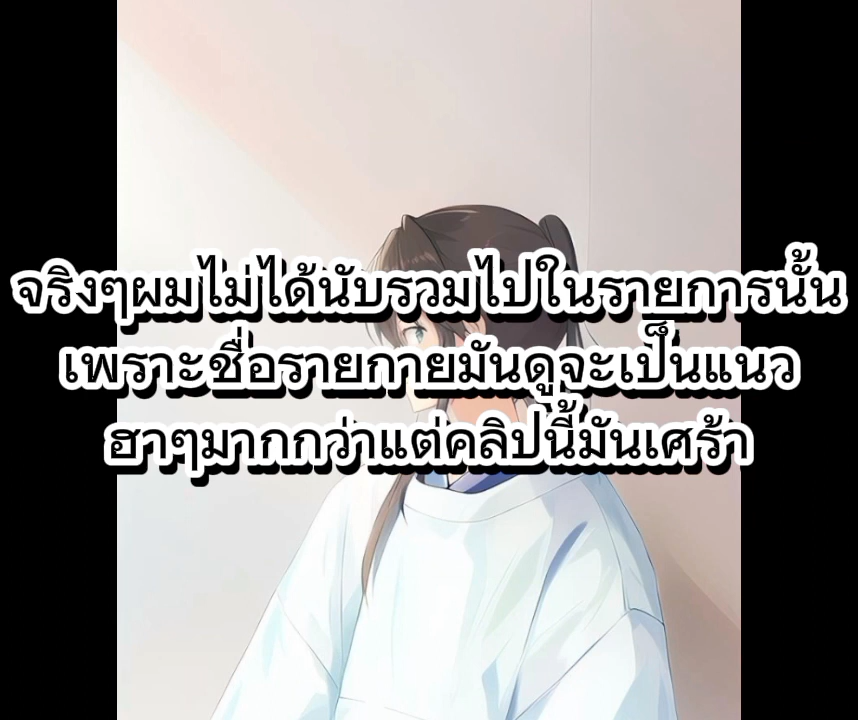 จริงๆผมไม่ได้นับรวมไปในรายการนั้น
เพราะชื่อรายกายมันดูจะเป็นแนว
ฮาๆมากกว่าแต่คลิปนี้มันเศร้า